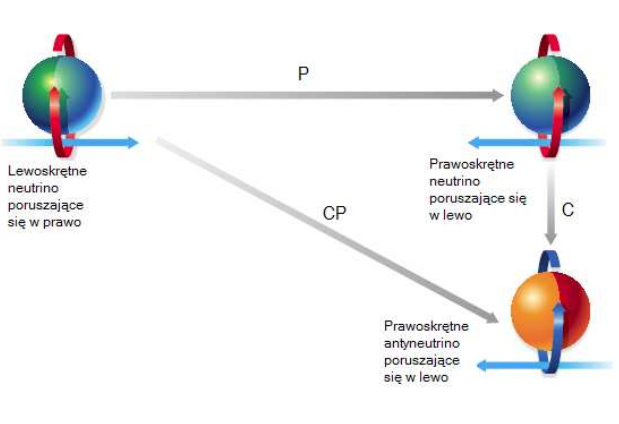 P
Lewoskrętne
neutrino
poruszające
się w prawo
Prawoskrętne
neutrino
poruszające się
w lewo
C
CP
Prawoskrętne
antyneutrino
poruszające
się w lewo